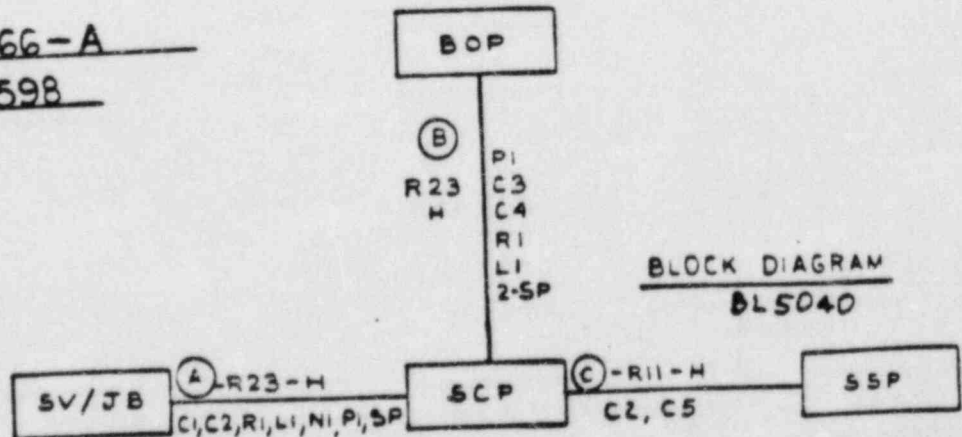 66-A
598
BOP
B
R23
H
P1
C3
C4
R1
L1
2-SP
BLOCK DIAGRAM
BL5040
SV/JB
A-R23-H
C1,C2,R1,L1,N1,P1,SP
SCP
C-R11-H
C2, C5
SSP